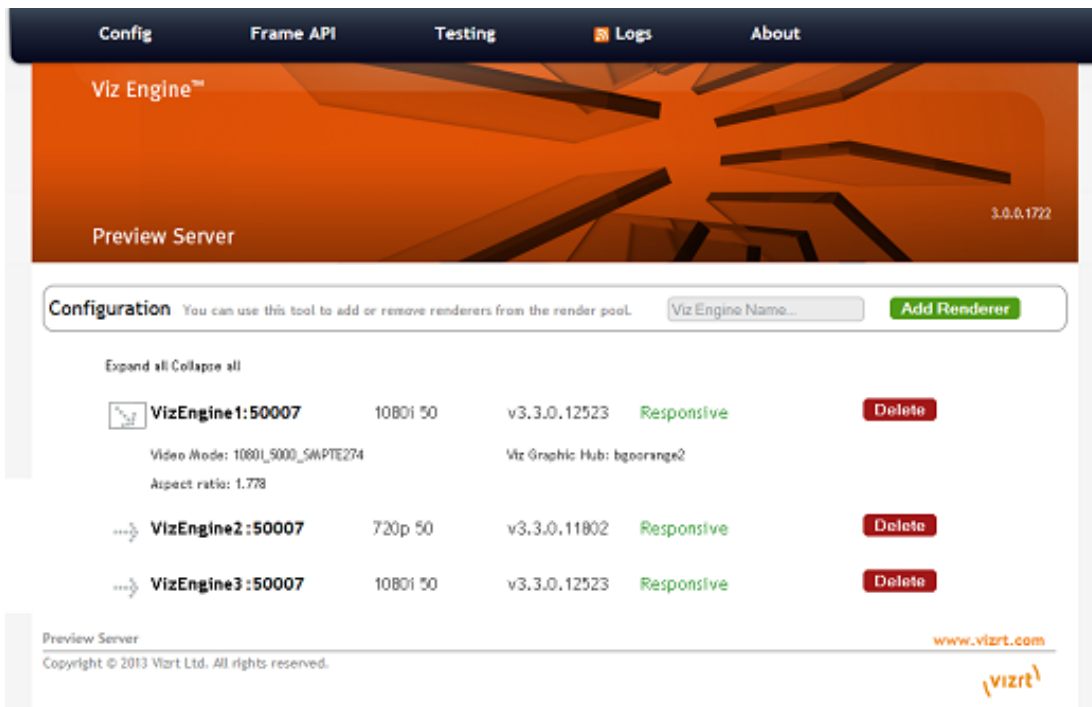 Config Frame API Testing Logs About
Viz Engine™
3.0.0.1722
Preview Server
Configuration You can use this tool to add or remove renderers from the render pool. Viz Engine Name... Add Renderer
Expand all Collapse all
VizEngine1:50007 1080i 50 v3.3.0.12523 Responsive Delete
Video Mode: 1080I_5000_SMPTE274 Viz Graphic Hub: bgoorange2
Aspect ratio: 1.778
VizEngine2:50007 720p 50 v3.3.0.11802 Responsive Delete
VizEngine3:50007 1080i 50 v3.3.0.12523 Responsive Delete
Preview Server www.vizrt.com
Copyright © 2013 Vizrt Ltd. All rights reserved.
vizrt